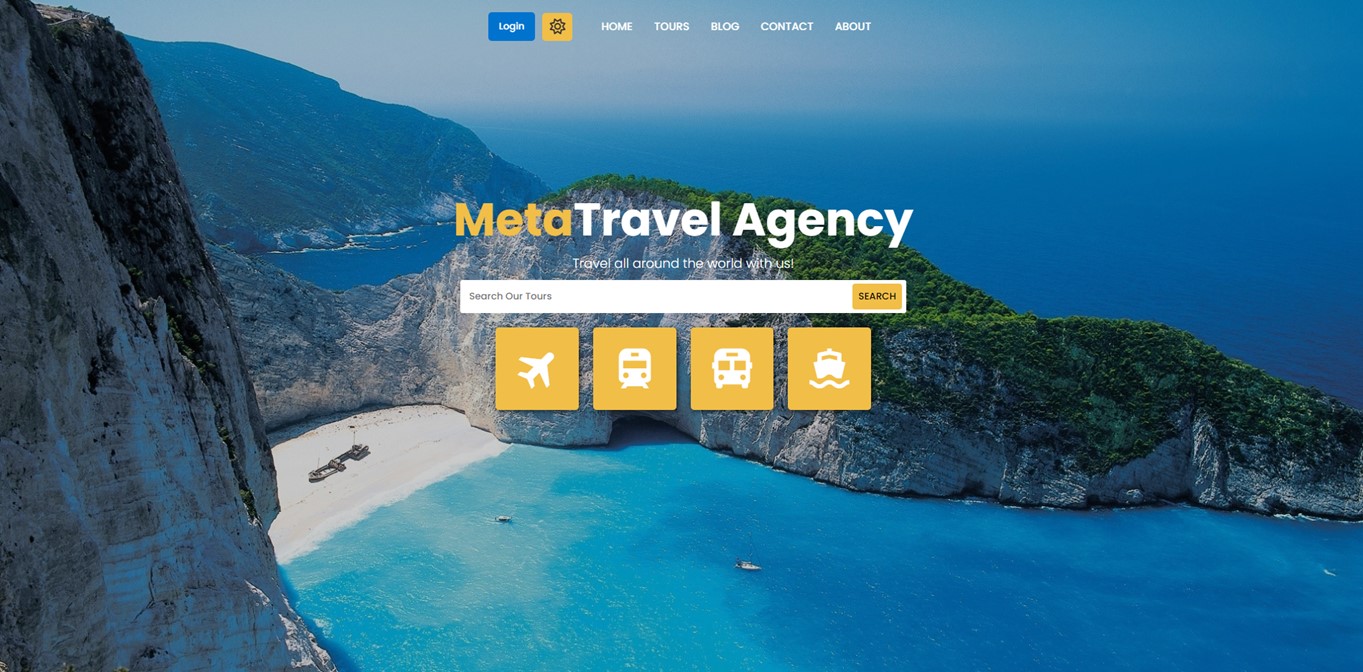 Login HOME TOURS BLOG CONTACT ABOUT
MetaTravel Agency
Travel all around the world with us!
Search Our Tours SEARCH